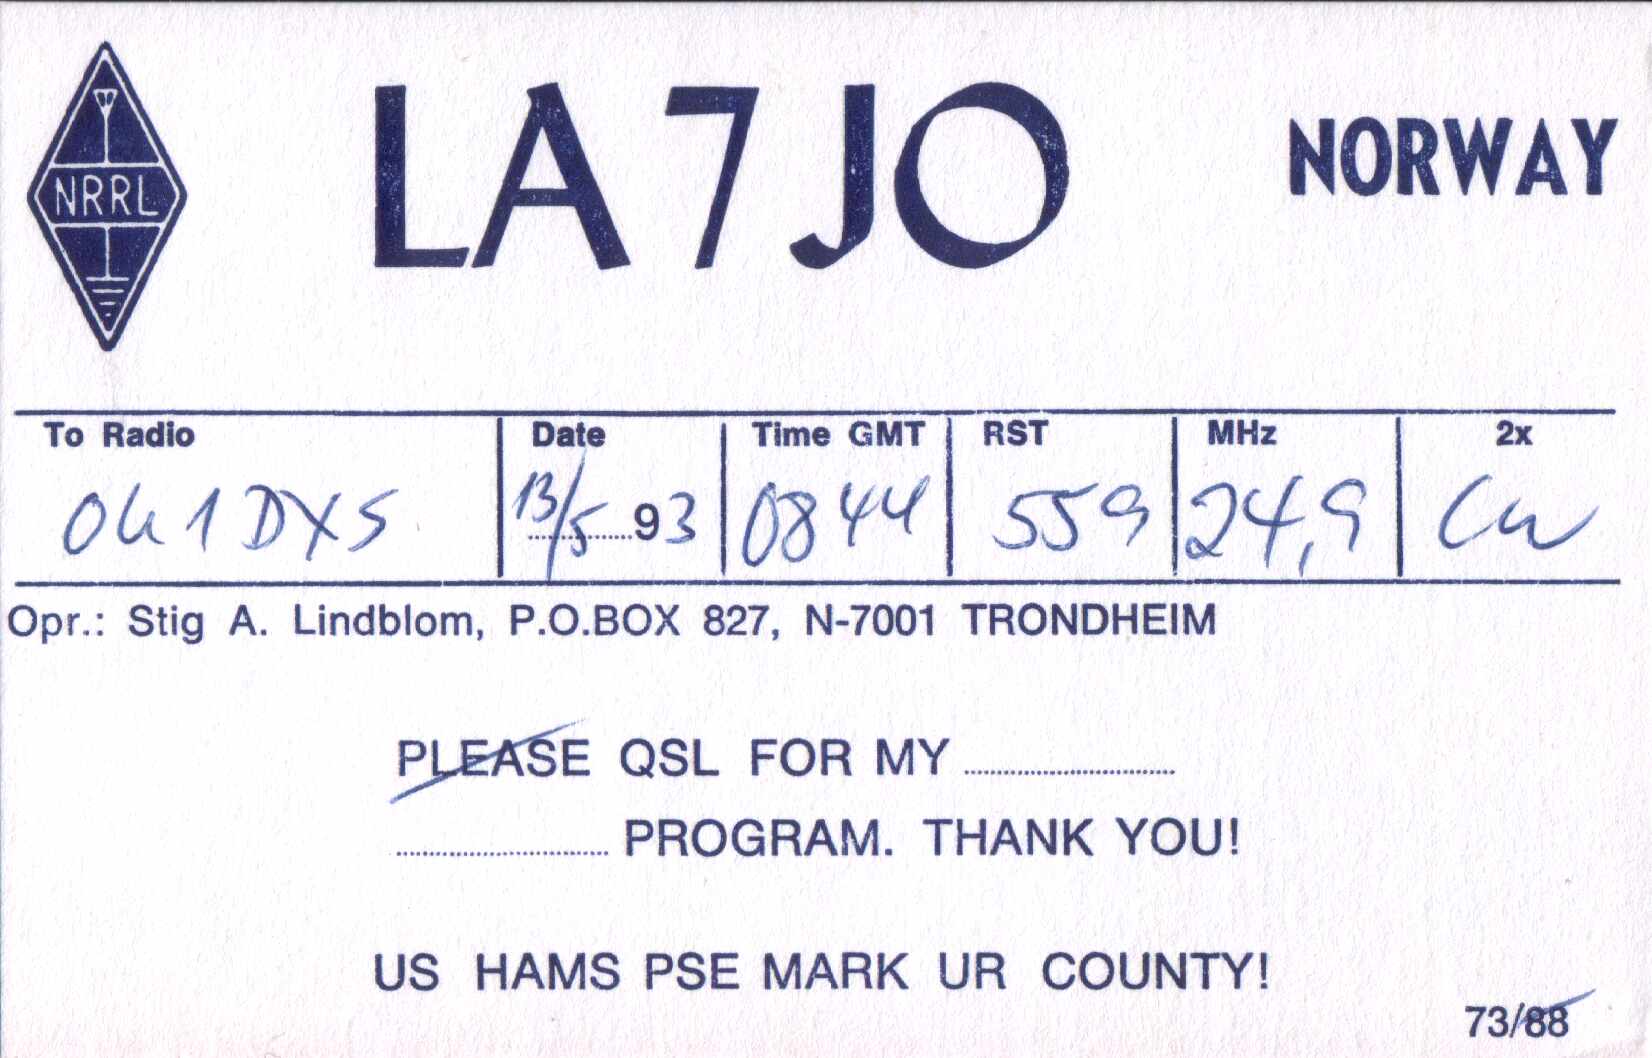 NRRL
LA7JO
NORWAY
To Radio Date Time GMT RST MHz 2x
OK1DXS 13/5 93 0844 559 24,9 CW
Opr.: Stig A. Lindblom, P.O.BOX 827, N-7001 TRONDHEIM
PLEASE QSL FOR MY
PROGRAM. THANK YOU!
US HAMS PSE MARK UR COUNTY!
73/88